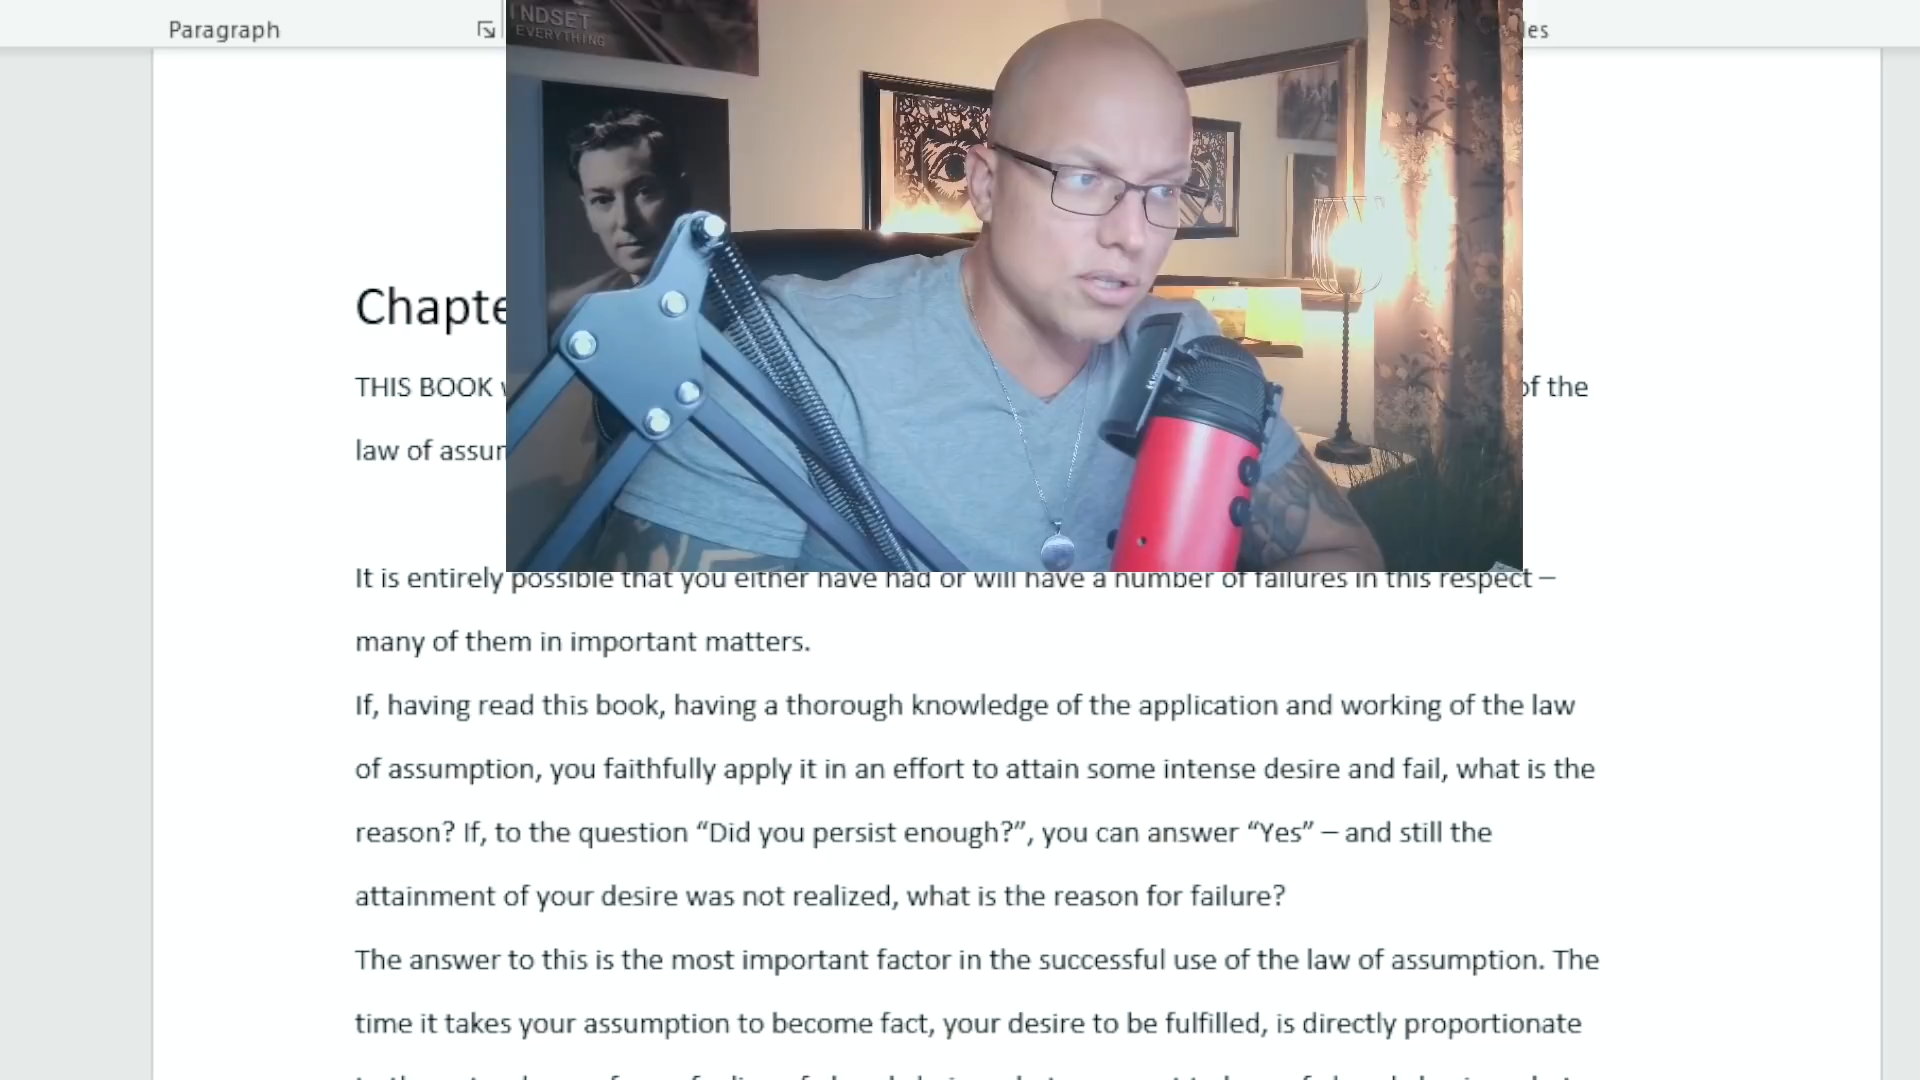 Paragraph
EVERYTHING
THIS BOOK
of the
law of
It is entirely possible that you either have had or will have a number of failures in this respect –
many of them in important matters.
If, having read this book, having a thorough knowledge of the application and working of the law
of assumption, you faithfully apply it in an effort to attain some intense desire and fail, what is the
reason? If, to the question “Did you persist enough?”, you can answer “Yes” – and still the
attainment of your desire was not realized, what is the reason for failure?
The answer to this is the most important factor in the successful use of the law of assumption. The
time it takes your assumption to become fact, your desire to be fulfilled, is directly proportionate